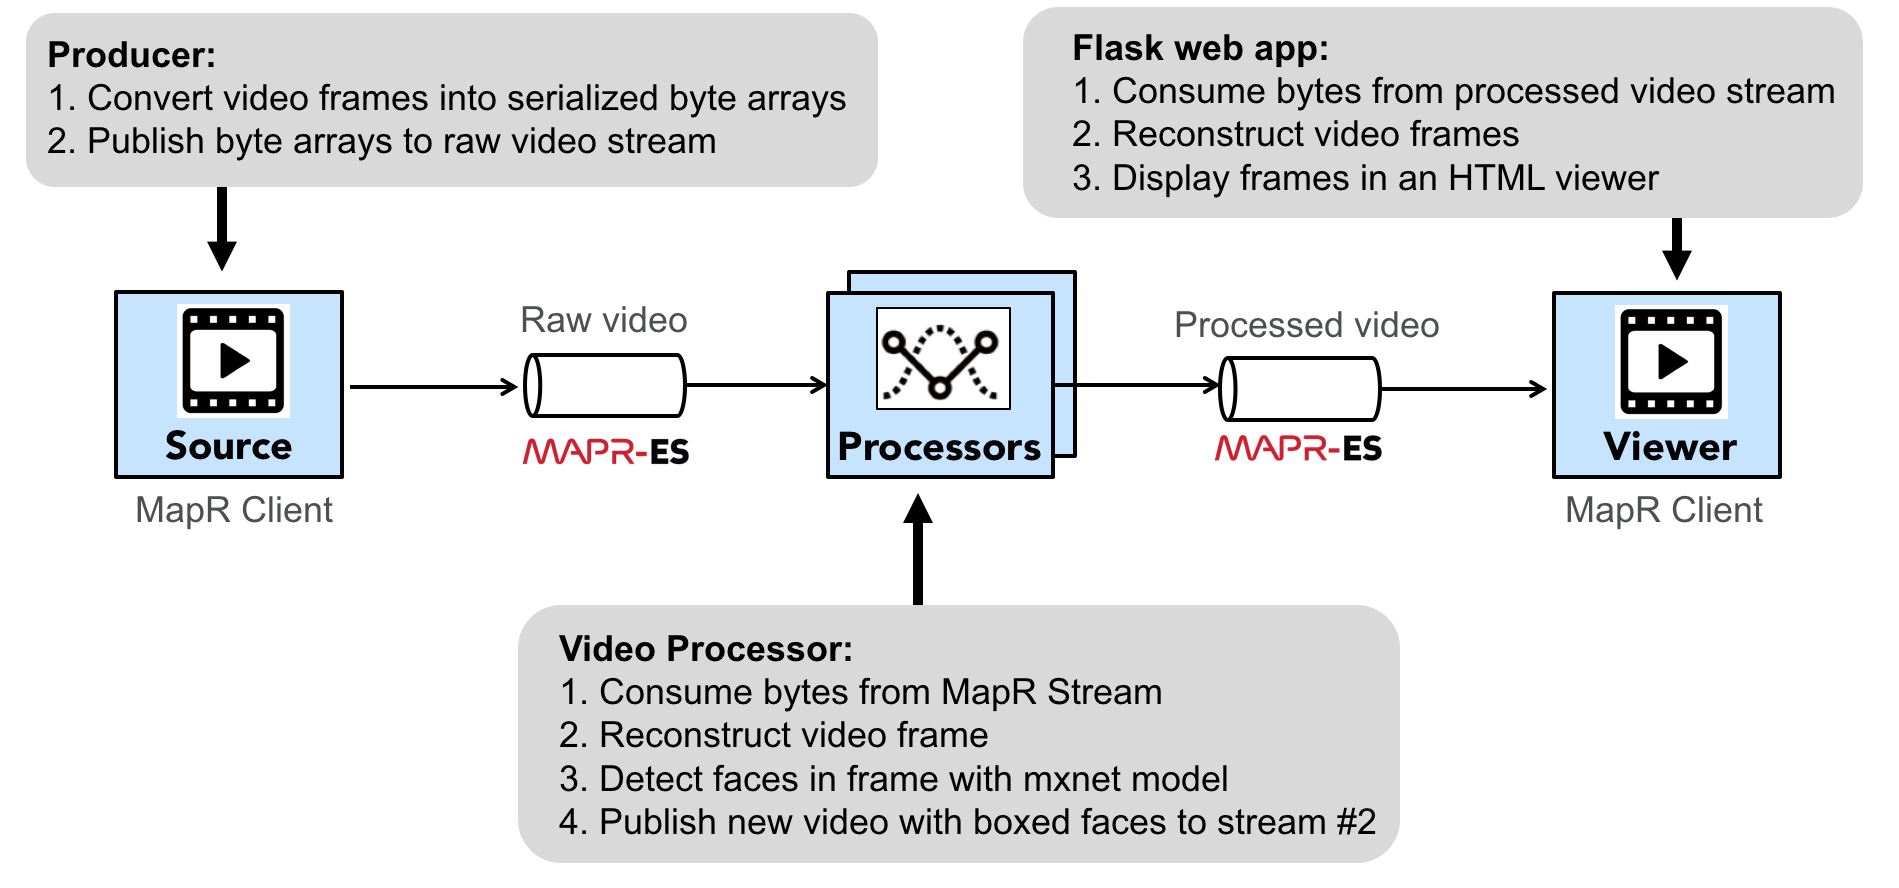 Producer:
1. Convert video frames into serialized byte arrays
2. Publish byte arrays to raw video stream
Flask web app:
1. Consume bytes from processed video stream
2. Reconstruct video frames
3. Display frames in an HTML viewer
Source
MapR Client
Raw video
MAPR-ES
Processors
Processed video
MAPR-ES
Viewer
MapR Client
Video Processor:
1. Consume bytes from MapR Stream
2. Reconstruct video frame
3. Detect faces in frame with mxnet model
4. Publish new video with boxed faces to stream #2